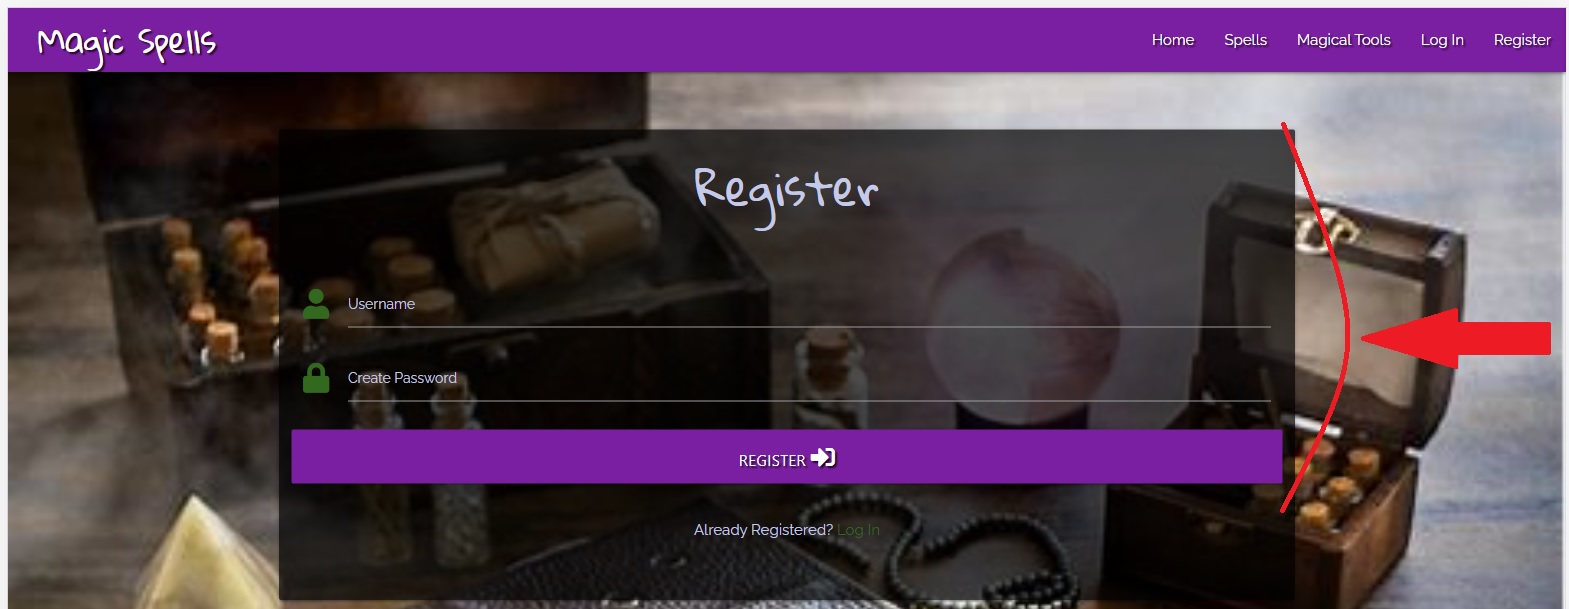 Magic Spells
Home Spells Magical Tools Log In Register
Register
Username
Create Password
REGISTER
Already Registered? Log In